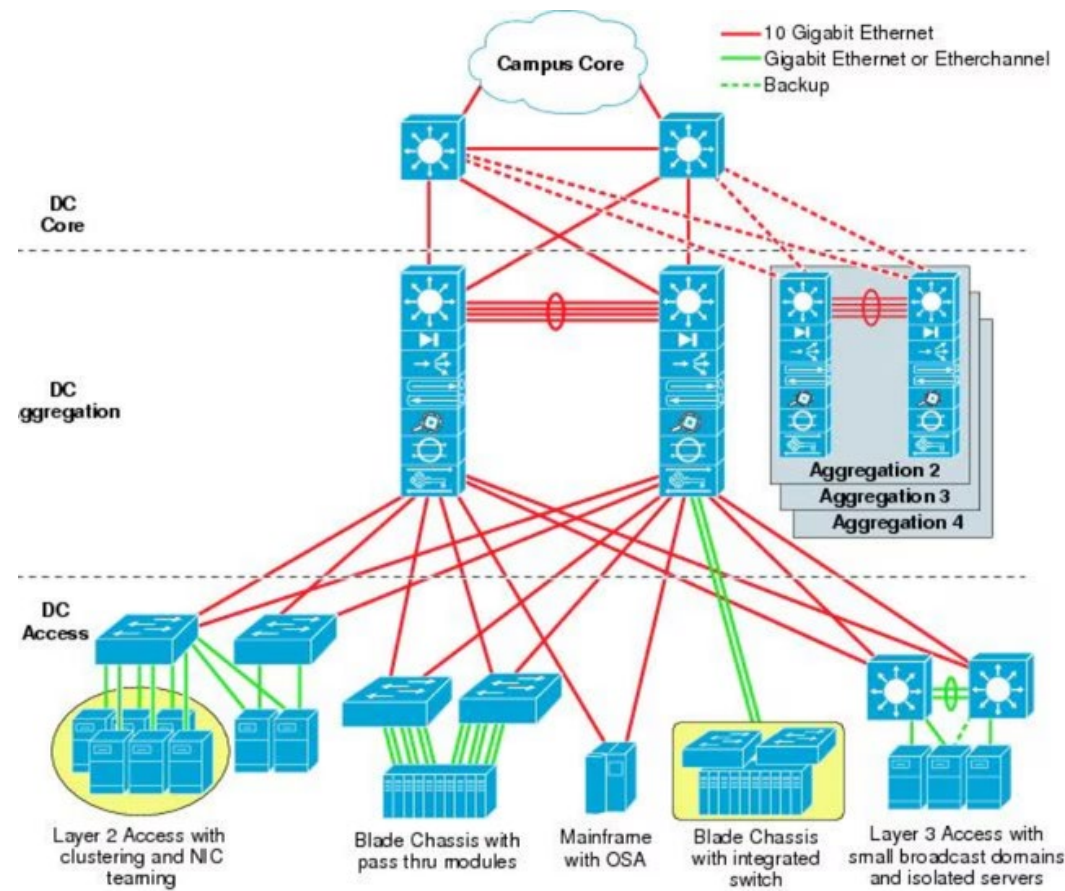 Campus Core
10 Gigabit Ethernet
Gigabit Ethernet or Etherchannel
Backup
DC
Core
DC
ggregation
Aggregation 2
Aggregation 3
Aggregation 4
DC
Access
Layer 2 Access with
clustering and NIC
teaming
Blade Chassis with
pass thru modules
Mainframe
with OSA
Blade Chassis
with integrated
switch
Layer 3 Access with
small broadcast domains
and isolated servers